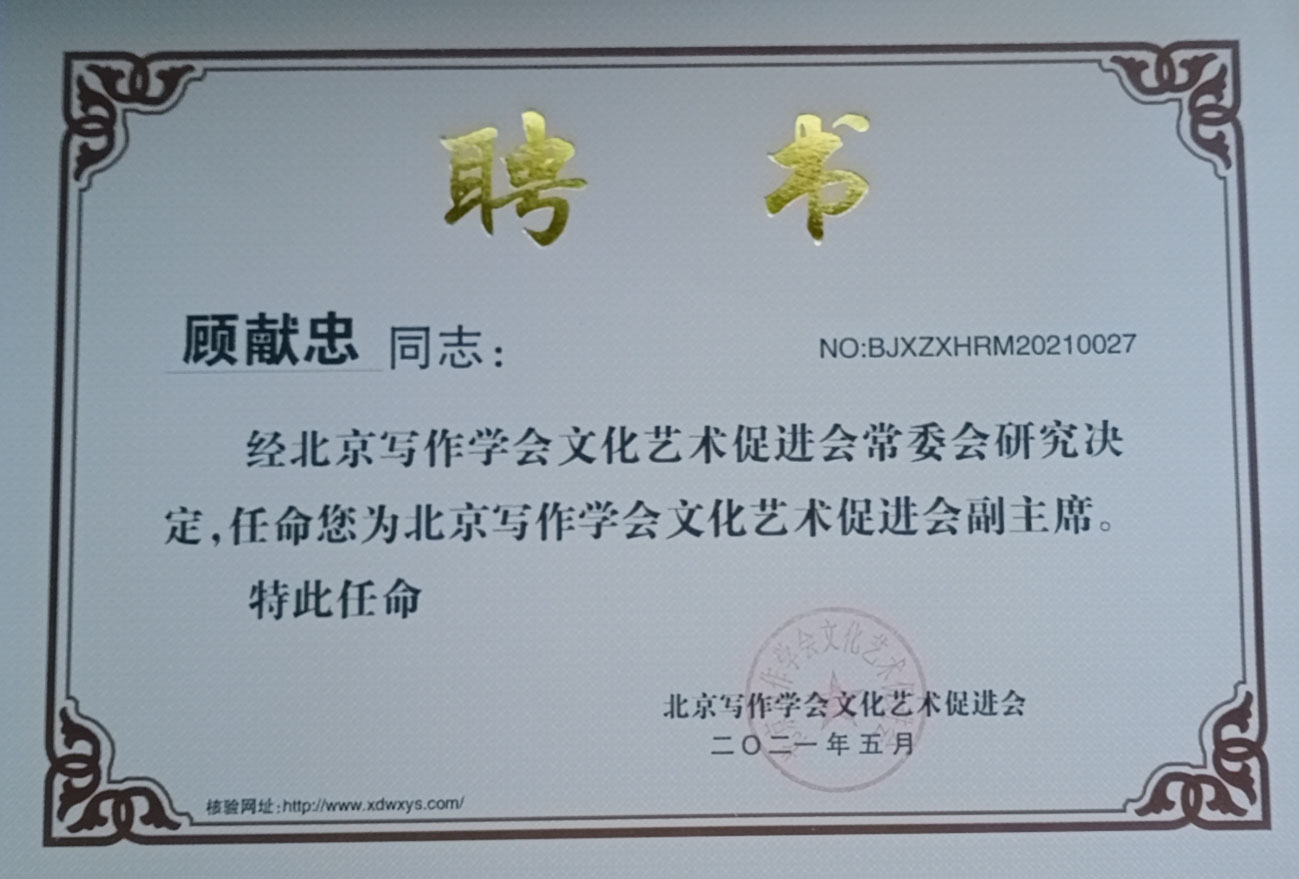 聘 书
顾献忠 同志：
NO:BJXZXHRM20210027
经北京写作学会文化艺术促进会常委会研究决
定，任命您为北京写作学会文化艺术促进会副主席。
特此任命
北京写作学会文化艺术促进会
二〇二一年五月
核验网址：http://www.xdwxys.com/